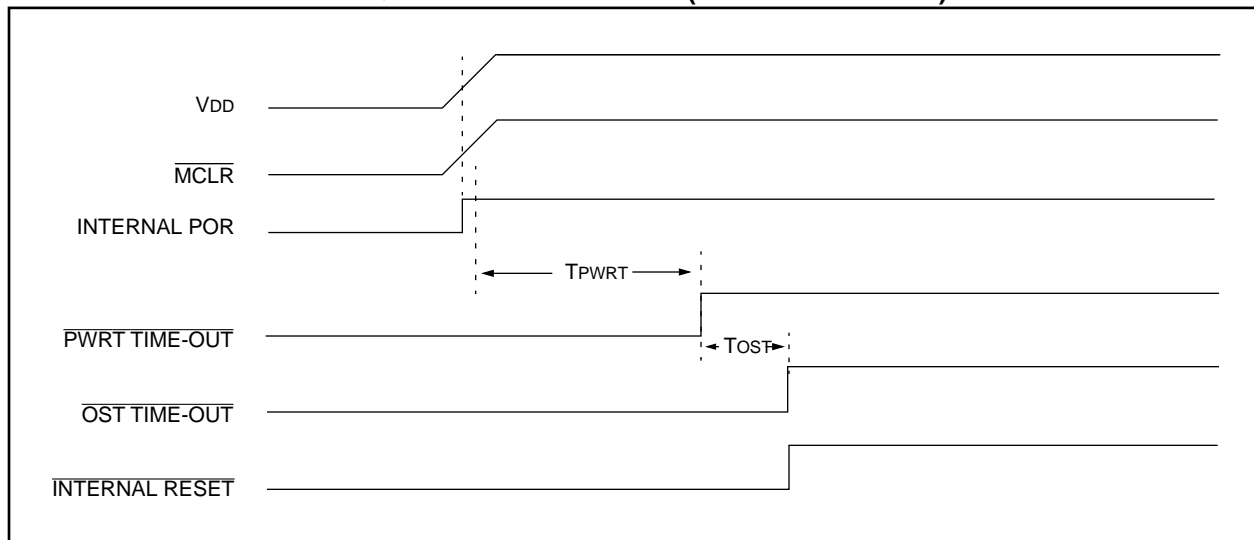 VDD
MCLR
INTERNAL POR
TPWRT
PWRT TIME-OUT
TOST
OST TIME-OUT
INTERNAL RESET